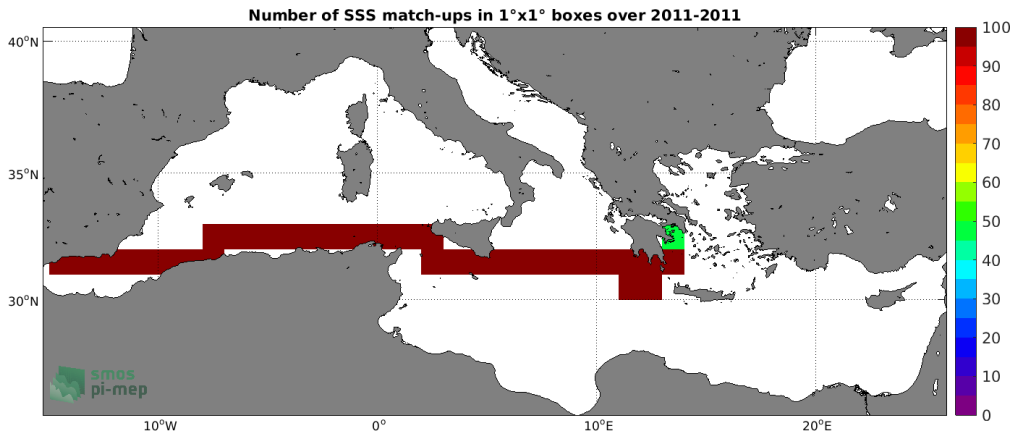 Number of SSS match-ups in 1°x1° boxes over 2011-2011
40°N
35°N
30°N
10°W
0°
10°E
20°E
100
90
80
70
60
50
40
30
20
10
0
smos
pi-mep